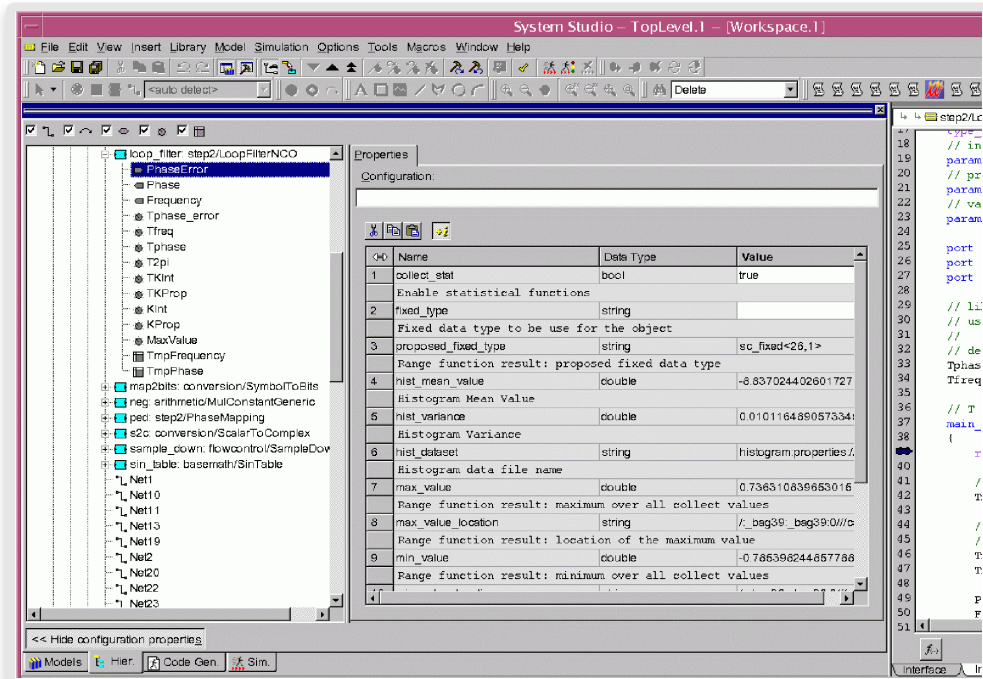 System Studio – TopLevel.1 – [Workspace.1]
File Edit View Insert Library Model Simulation Options Tools Macros Window Help
<auto detect>
Delete
loop_filter: step2/LoopFilterNCO
PhaseError
Phase
Frequency
Tphase_error
Tfreq
Tphase
T2pi
TKInt
TKProp
KInt
KProp
MaxValue
TmpFrequency
TmpPhase
map2bits: conversion/SymbolToBits
neg: arithmetic/MulConstantGeneric
ped: step2/PhaseMapping
s2c: conversion/ScalarToComplex
sample_down: flowcontrol/SampleDow
sin_table: basemath/SinTable
Net1
Net10
Net11
Net13
Net19
Net2
Net20
Net22
Net23
<< Hide configuration properties
Models Hier. Code Gen. Sim.
Properties
Configuration:
Name Data Type Value
1 collect_stat bool true
Enable statistical functions
2 fixed_type string
Fixed data type to be use for the object
3 proposed_fixed_type string sc_fixed<26,1>
Range function result: proposed fixed data type
4 hist_mean_value double -8.837024402601727
Histogram Mean Value
5 hist_variance double 0.010116489057334
Histogram Variance
6 hist_dataset string histogram.properties./
Histogram data file name
7 max_value double 0.736310839653016
Range function result: maximum over all collect values
8 max_value_location string /:_bag39:_bag39:0///c
Range function result: location of the maximum value
9 min_value double -0.785398244857788
Range function result: minimum over all collect values
step2/Lo
17 type_
18 // in
19 param
20 // pr
21 param
22 // va
23 param
24
25 port
26 port
27 port
28
29 // li
30 // us
31 //
32 // de
33 Tphas
34 Tfreq
35
36 // T
37 main_
38 {
r
40
41 /
42 T
43
44 /
45 /
46 T
47 T
48
49 P
50 F
51
Interface